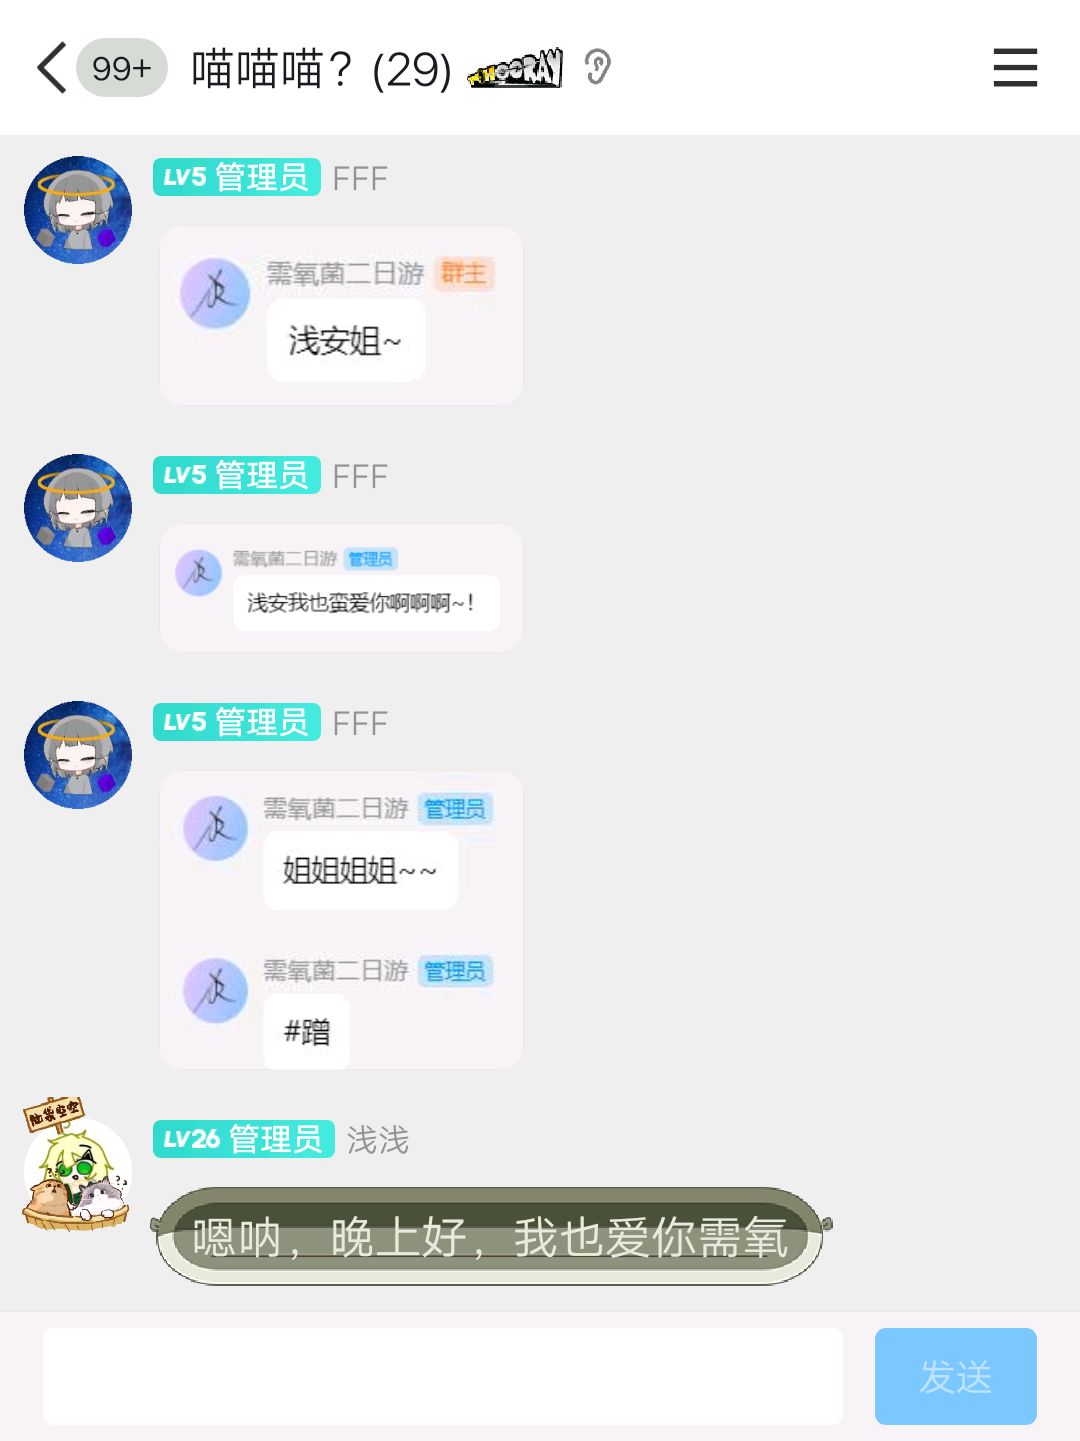 99+ 喵喵喵？(29) HOORAY
LV5 管理员 FFF
需氧菌二日游 群主
浅安姐~
LV5 管理员 FFF
需氧菌二日游 管理员
浅安我也蛮爱你啊啊啊~！
LV5 管理员 FFF
需氧菌二日游 管理员
姐姐姐姐~~
需氧菌二日游 管理员
#蹭
脑袋空空
LV26 管理员 浅浅
嗯呐，晚上好，我也爱你需氧
发送